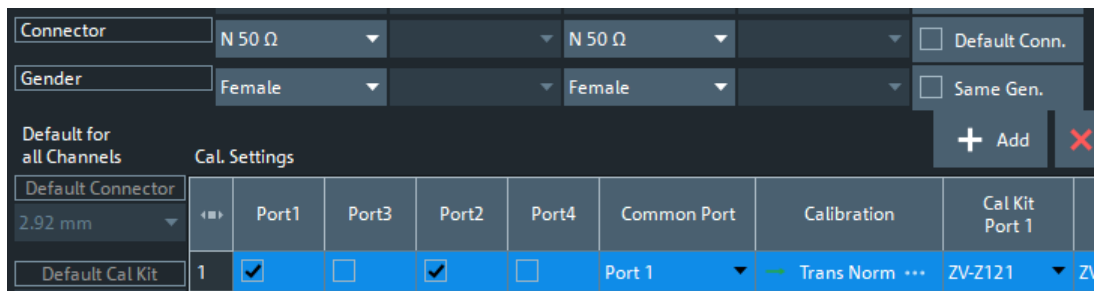 Connector
N 50 Ω
N 50 Ω
Default Conn.
Gender
Female
Female
Same Gen.
Default for
all Channels
Cal. Settings
Add
Default Connector
2.92 mm
Port1
Port3
Port2
Port4
Common Port
Calibration
Cal Kit
Port 1
Default Cal Kit
1
Port 1
Trans Norm ...
ZV-Z121